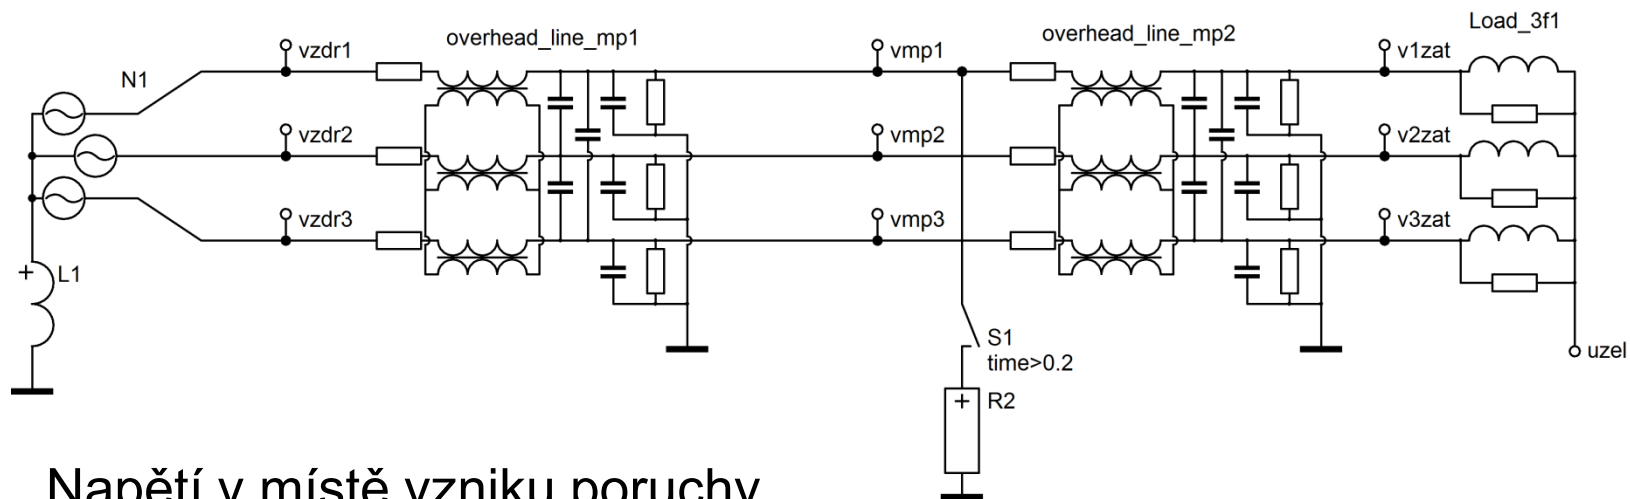 Load_3f1
overhead_line_mp1
overhead_line_mp2
vzdr1
vmp1
v1zat
N1
vzdr2
vmp2
v2zat
vzdr3
vmp3
v3zat
+
L1
S1
time>0.2
uzel
+
R2
Napětí v místě vzniku poruchy